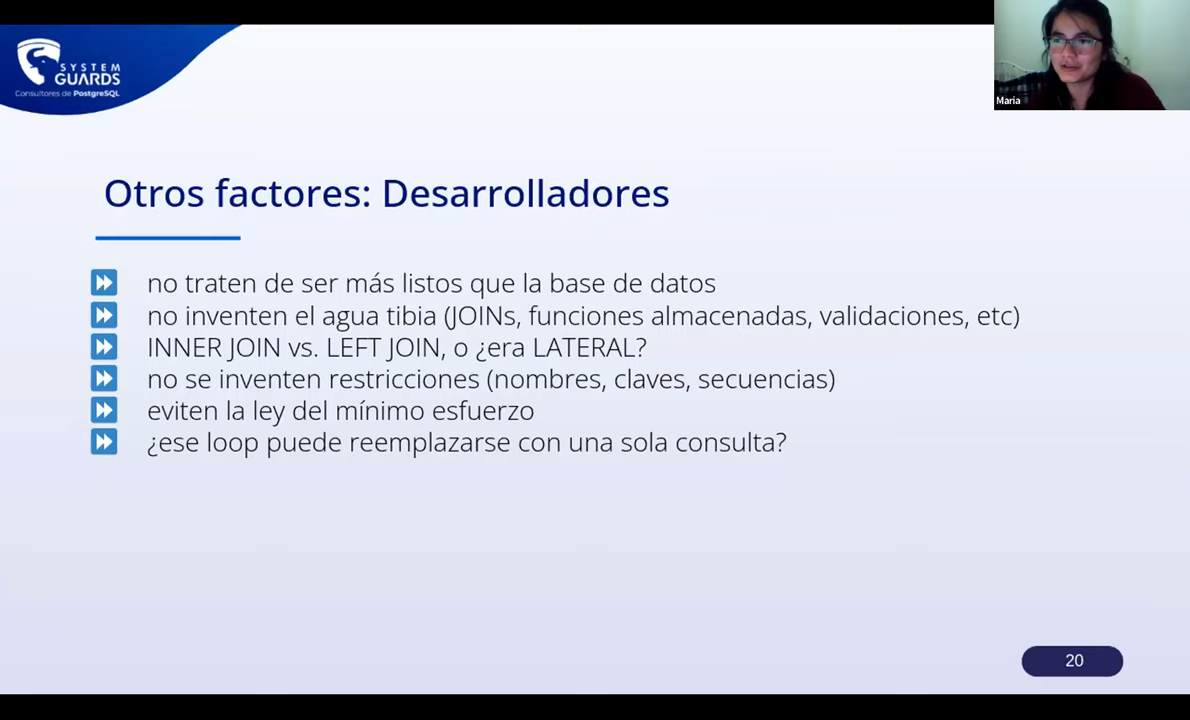 SYSTEM
GUARDS
Consultores de PostgreSQL
Maria
Otros factores: Desarrolladores
no traten de ser más listos que la base de datos
no inventen el agua tibia (JOINs, funciones almacenadas, validaciones, etc)
INNER JOIN vs. LEFT JOIN, o ¿era LATERAL?
no se inventen restricciones (nombres, claves, secuencias)
eviten la ley del mínimo esfuerzo
¿ese loop puede reemplazarse con una sola consulta?
20